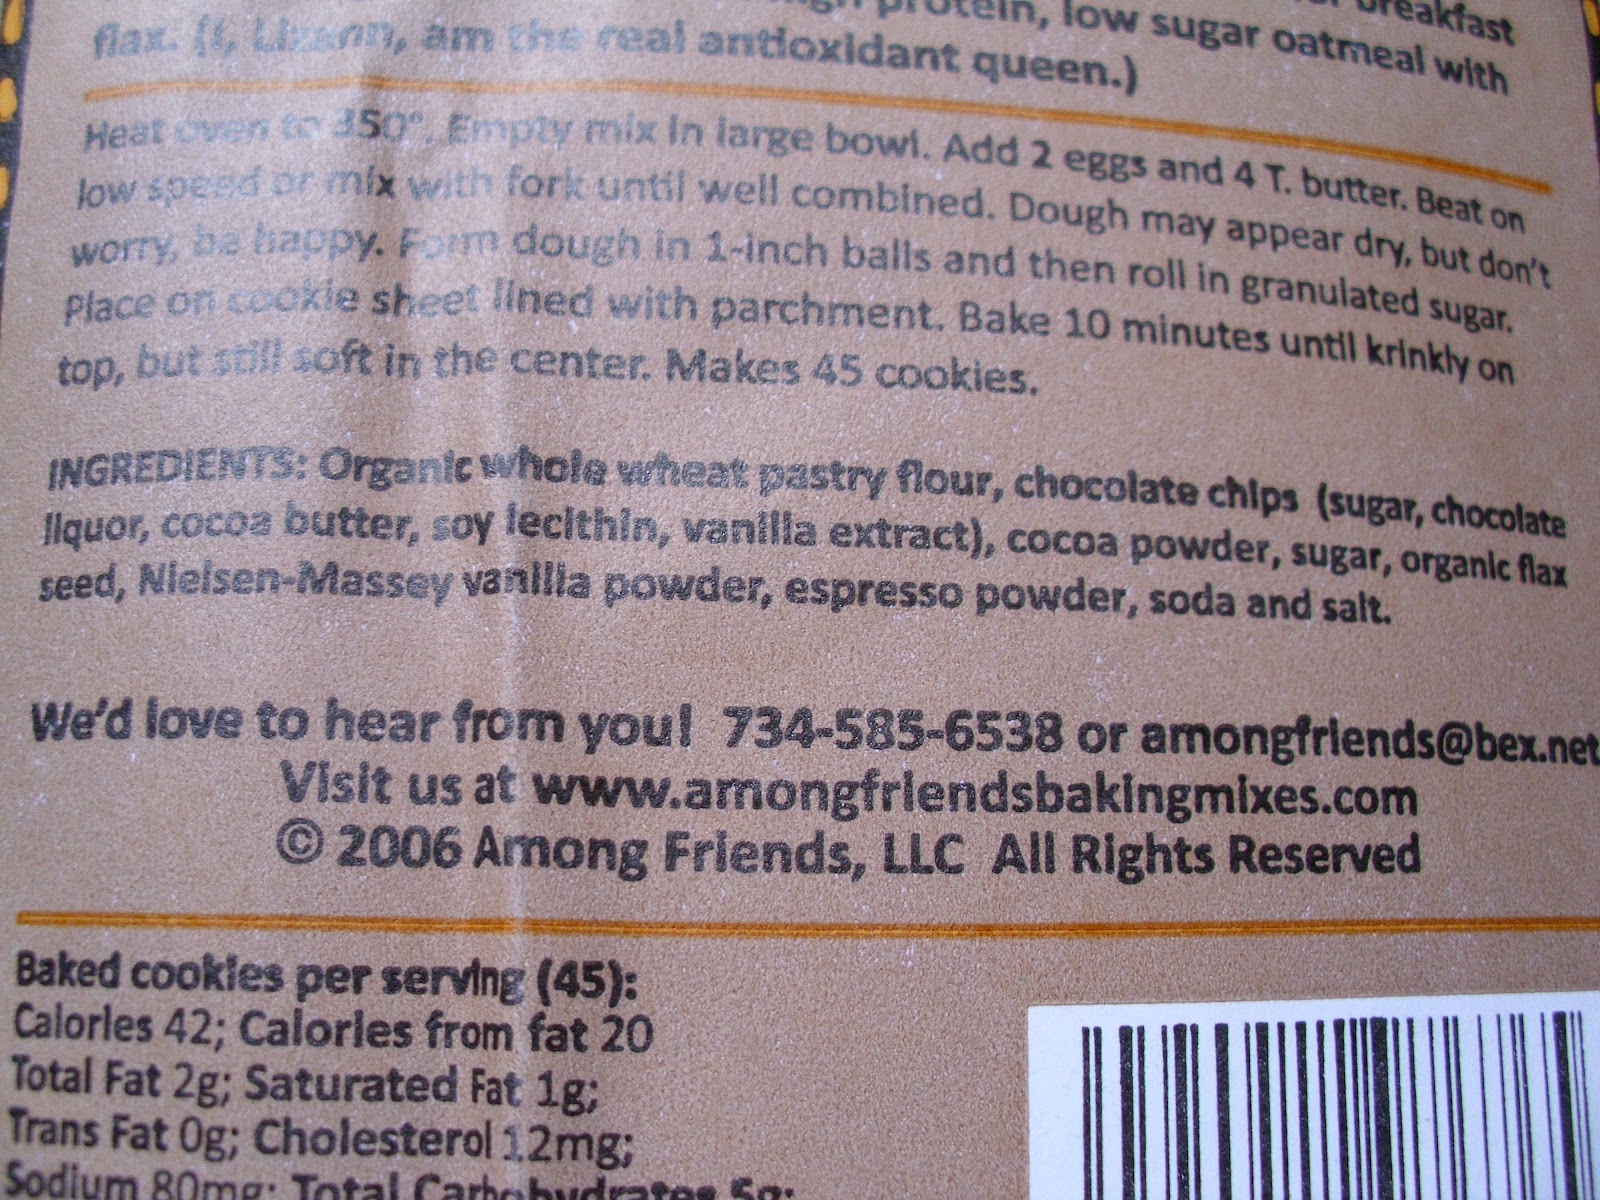 breakfast
high protein, low sugar oatmeal with
flax. (I, Lizann, am the real antioxidant queen.)
Heat oven to 350°. Empty mix in large bowl. Add 2 eggs and 4 T. butter. Beat on
low speed or mix with fork until well combined. Dough may appear dry, but don't
worry, be happy. Form dough in 1-inch balls and then roll in granulated sugar.
Place on cookie sheet lined with parchment. Bake 10 minutes until krinkly on
top, but still soft in the center. Makes 45 cookies.
INGREDIENTS: Organic whole wheat pastry flour, chocolate chips (sugar, chocolate
liquor, cocoa butter, soy lecithin, vanilla extract), cocoa powder, sugar, organic flax
seed, Nielsen-Massey vanilla powder, espresso powder, soda and salt.
We'd love to hear from you! 734-585-6538 or amongfriends@bex.net
Visit us at www.amongfriendsbakingmixes.com
© 2006 Among Friends, LLC All Rights Reserved
Baked cookies per serving (45):
Calories 42; Calories from fat 20
Total Fat 2g; Saturated Fat 1g;
Trans Fat 0g; Cholesterol 12mg;
Sodium 80mg; Total Carbohydrates 5g;